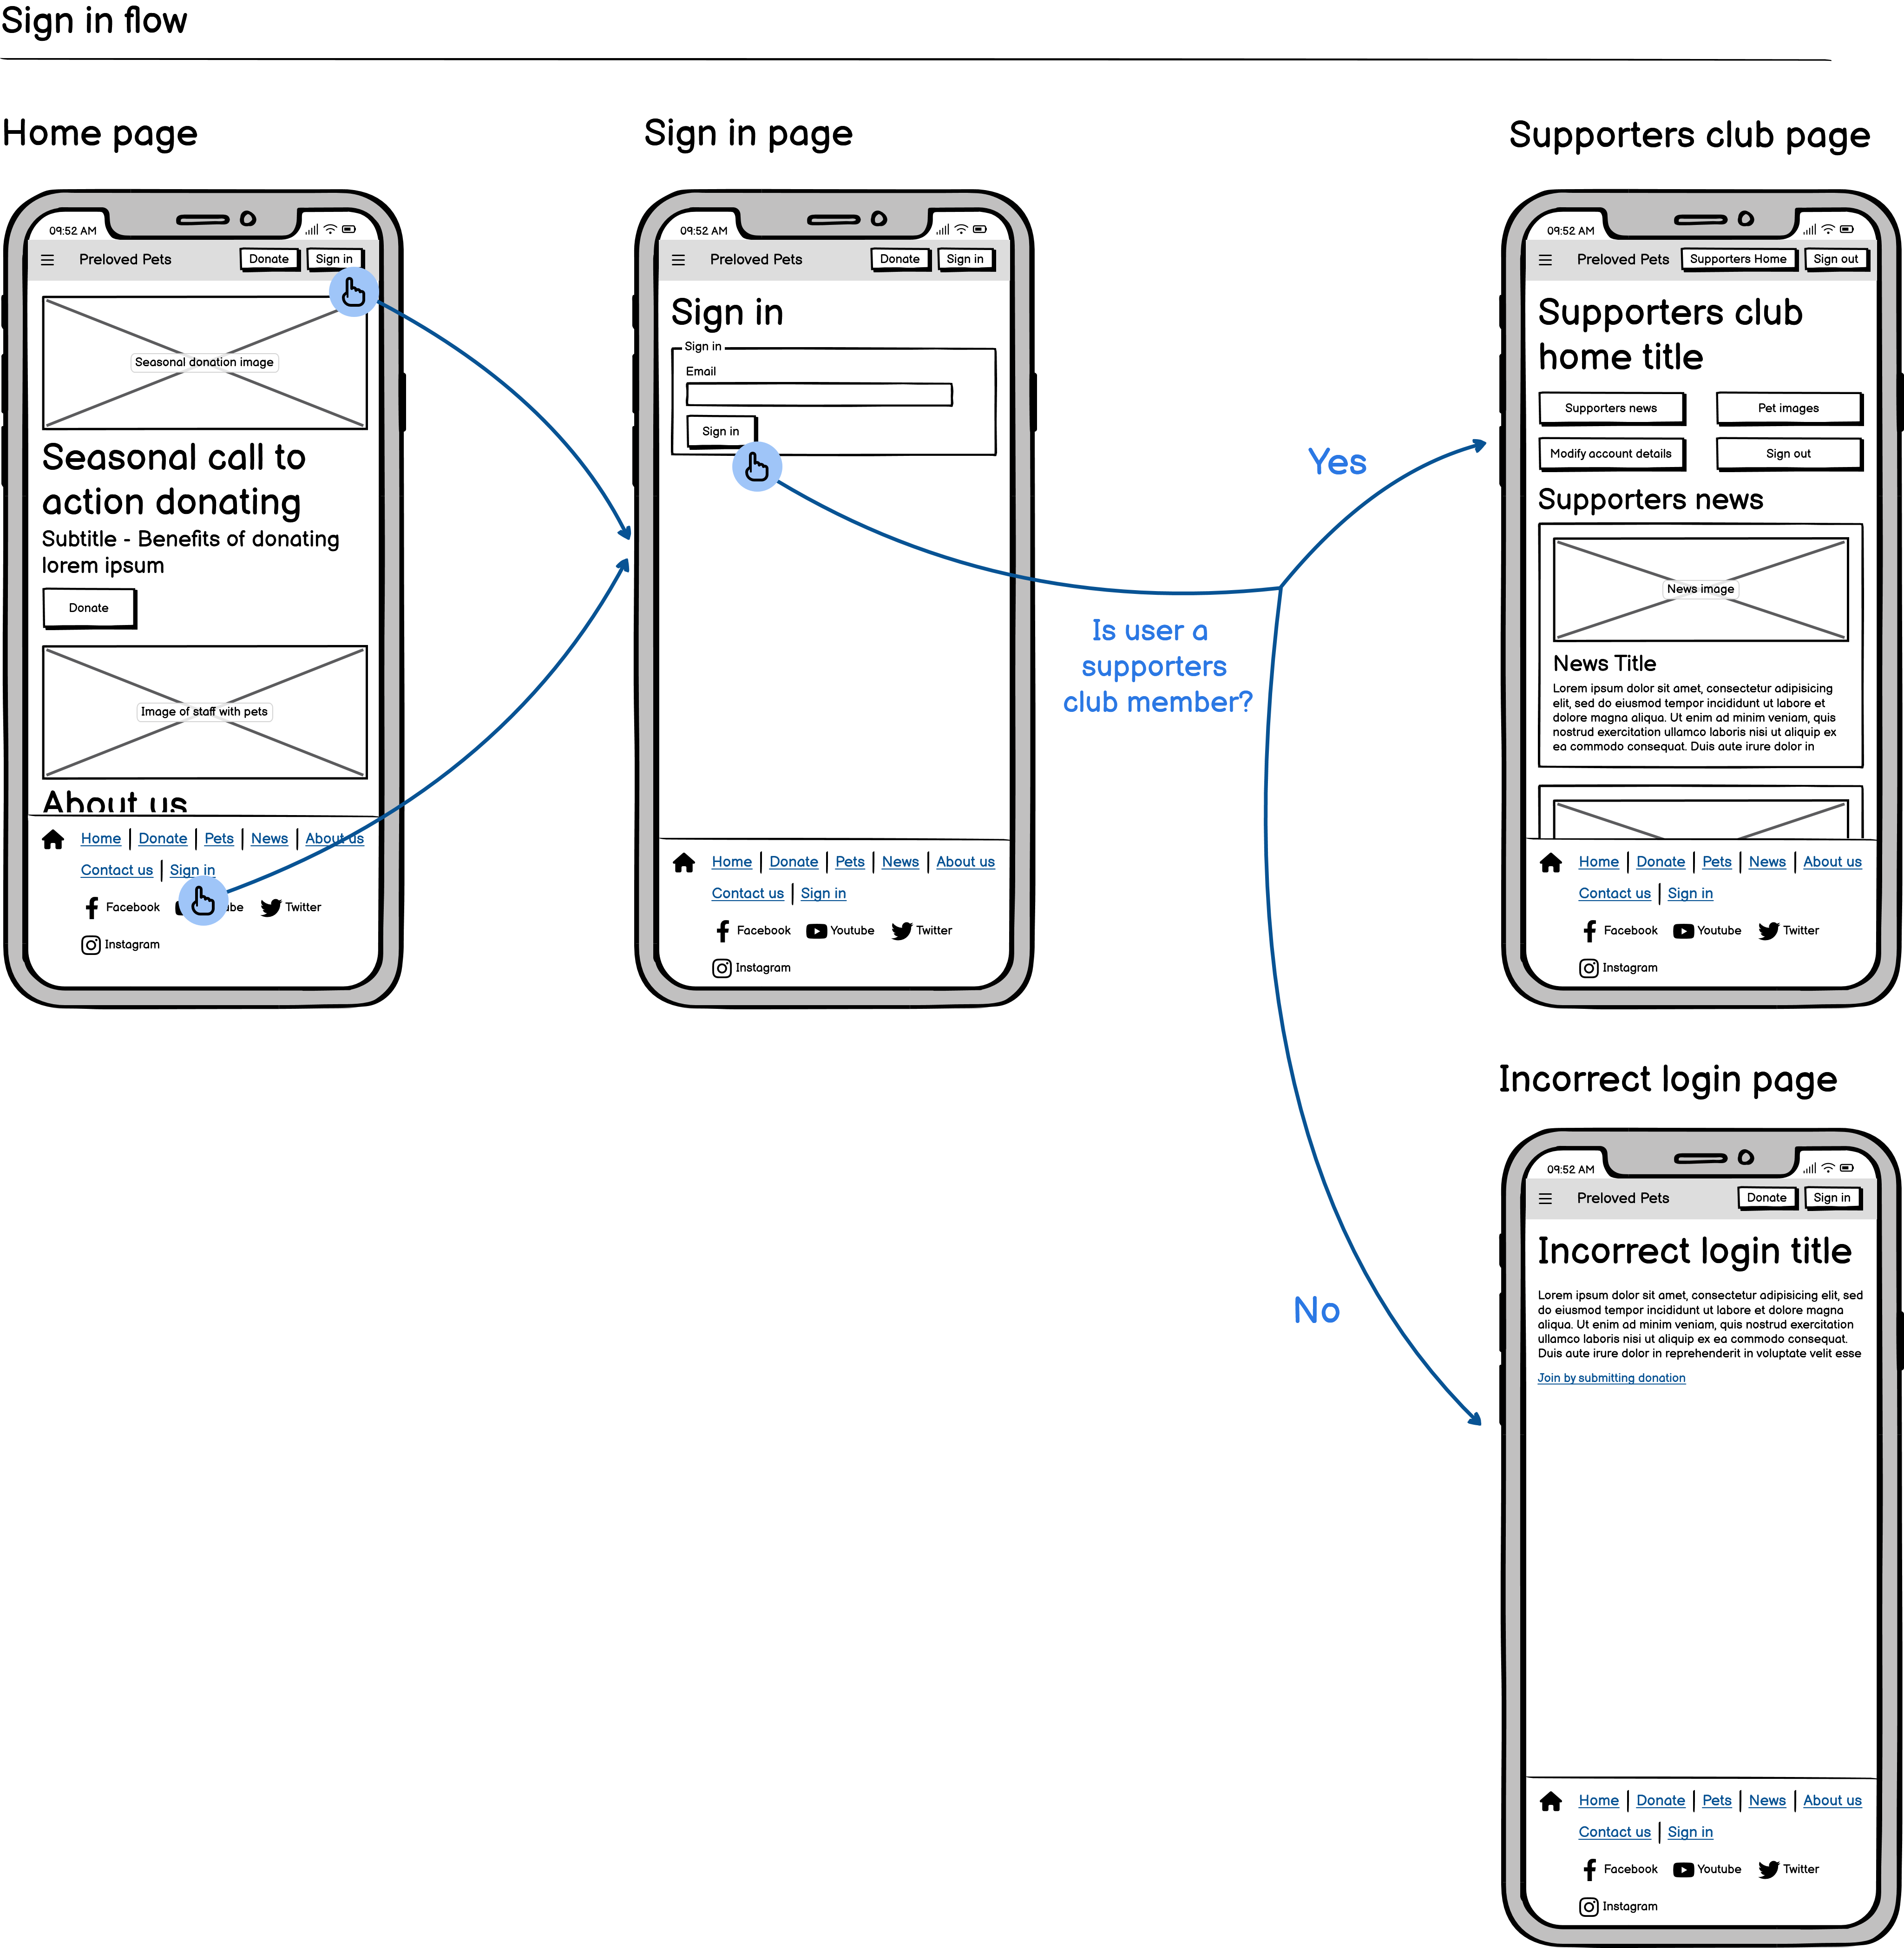 Sign in flow
Home page
09:52 AM
Preloved Pets
Donate
Sign in
Seasonal donation image
Seasonal call to
action donating
Subtitle - Benefits of donating
lorem ipsum
Donate
Image of staff with pets
About us
Home | Donate | Pets | News | About us
Contact us | Sign in
Facebook
Twitter
Instagram
Sign in page
09:52 AM
Preloved Pets
Donate
Sign in
Sign in
Sign in
Email
Sign in
Home | Donate | Pets | News | About us
Contact us | Sign in
Facebook Youtube Twitter
Instagram
Is user a
supporters
club member?
Yes
No
Supporters club page
09:52 AM
Preloved Pets
Supporters Home
Sign out
Supporters club
home title
Supporters news
Pet images
Modify account details
Sign out
Supporters news
News image
News Title
Lorem ipsum dolor sit amet, consectetur adipisicing
elit, sed do eiusmod tempor incididunt ut labore et
dolore magna aliqua. Ut enim ad minim veniam, quis
nostrud exercitation ullamco laboris nisi ut aliquip ex
ea commodo consequat. Duis aute irure dolor in
Home | Donate | Pets | News | About us
Contact us | Sign in
Facebook Youtube Twitter
Instagram
Incorrect login page
09:52 AM
Preloved Pets
Donate
Sign in
Incorrect login title
Lorem ipsum dolor sit amet, consectetur adipisicing elit, sed
do eiusmod tempor incididunt ut labore et dolore magna
aliqua. Ut enim ad minim veniam, quis nostrud exercitation
ullamco laboris nisi ut aliquip ex ea commodo consequat.
Duis aute irure dolor in reprehenderit in voluptate velit esse
Join by submitting donation
Home | Donate | Pets | News | About us
Contact us | Sign in
Facebook Youtube Twitter
Instagram